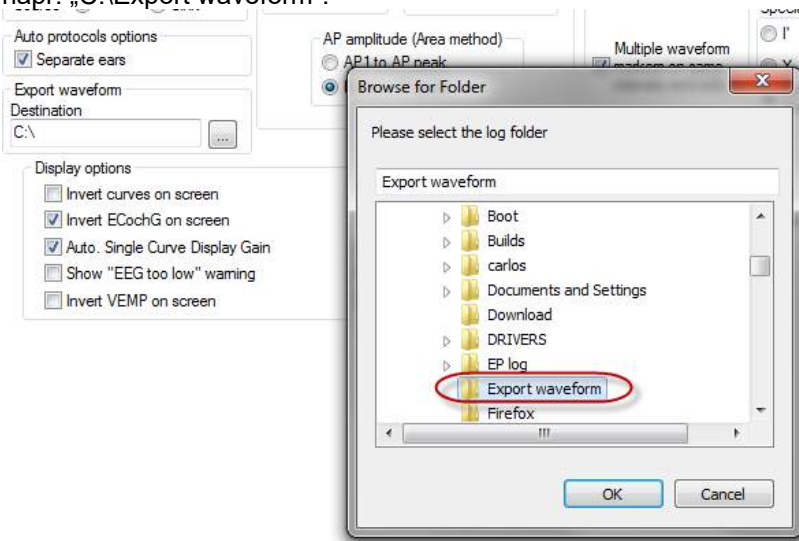 napr. „C:\Export waveform".
Auto protocols options
Separate ears
Export waveform
Destination
C:\
...
AP amplitude (Area method)
AP1 to AP peak
Multiple waveform
Display options
Invert curves on screen
Invert ECochG on screen
Auto. Single Curve Display Gain
Show "EEG too low" warning
Invert VEMP on screen
Browse for Folder
Please select the log folder
Export waveform
Boot
Builds
carlos
Documents and Settings
Download
DRIVERS
EP log
Export waveform
Firefox
OK
Cancel